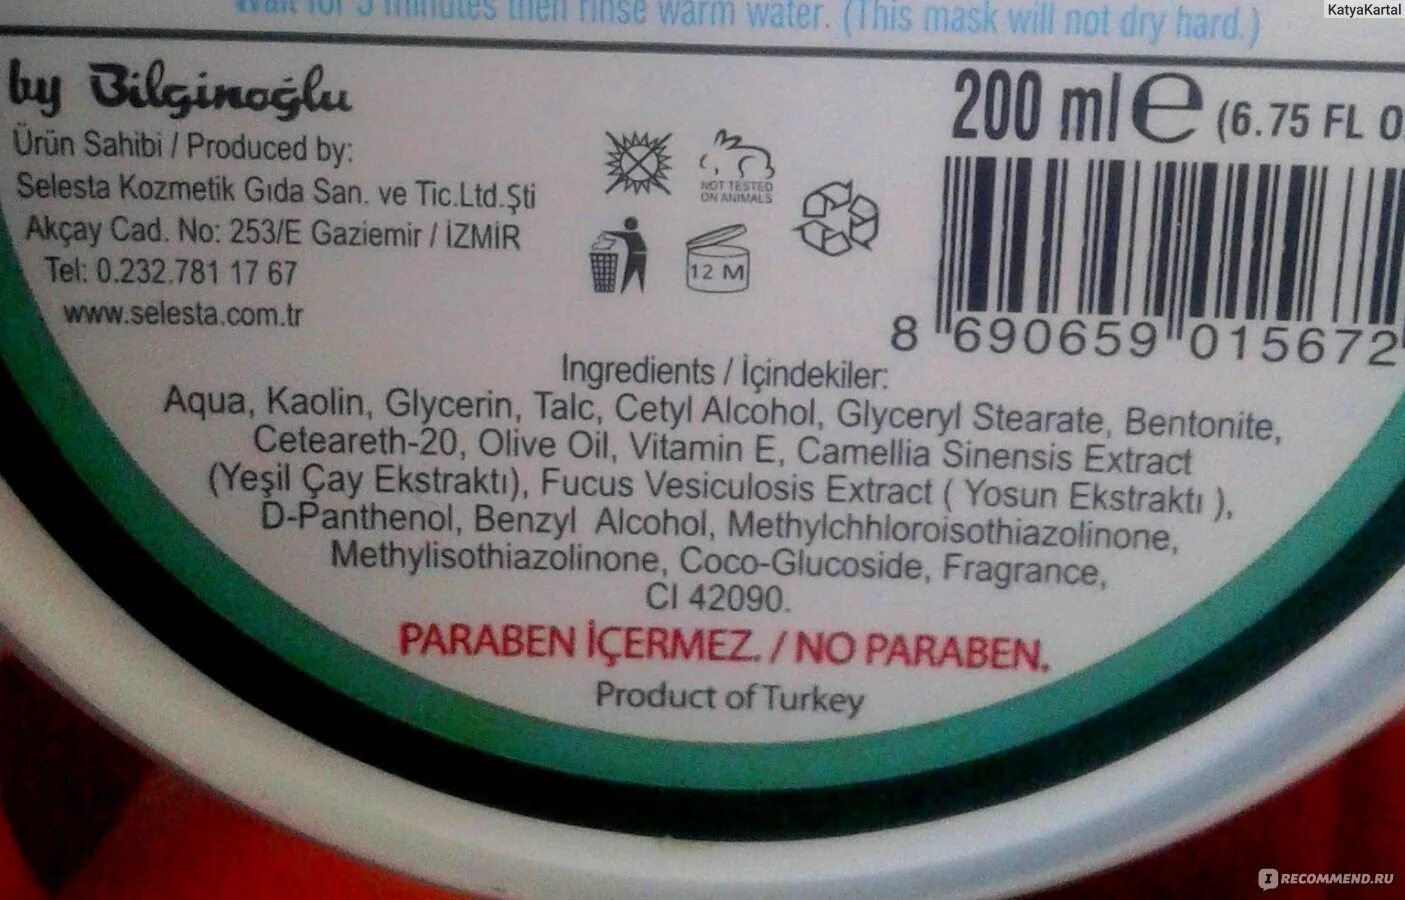 KatyaKartal
Wait for 5 minutes then rinse warm water. (This mask will not dry hard.)
by Bilginoğlu
Ürün Sahibi / Produced by:
Selesta Kozmetik Gıda San. ve Tic.Ltd.Şti
Akçay Cad. No: 253/E Gaziemir / İZMİR
Tel: 0.232.781 17 67
www.selesta.com.tr
NOT TESTED
ON ANIMALS
12 M
200 ml e (6.75 FL O
8 690659 015672
Ingredients / İçindekiler:
Aqua, Kaolin, Glycerin, Talc, Cetyl Alcohol, Glyceryl Stearate, Bentonite,
Ceteareth-20, Olive Oil, Vitamin E, Camellia Sinensis Extract
(Yeşil Çay Ekstraktı), Fucus Vesiculosis Extract ( Yosun Ekstraktı ),
D-Panthenol, Benzyl Alcohol, Methylchhloroisothiazolinone,
Methylisothiazolinone, Coco-Glucoside, Fragrance,
CI 42090.
PARABEN İÇERMEZ. / NO PARABEN.
Product of Turkey
IRECOMMEND.RU